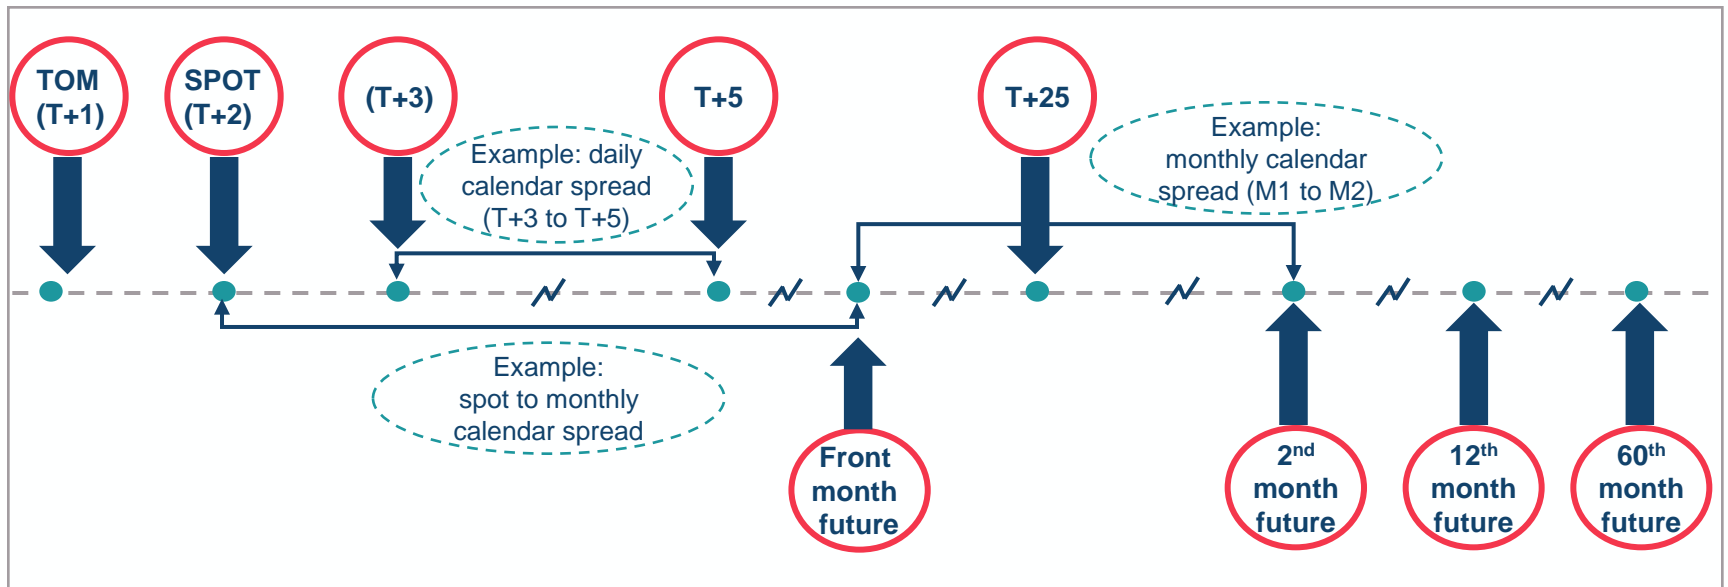 TOM
(T+1)
SPOT
(T+2)
(T+3)
T+5
T+25
Example: daily
calendar spread
(T+3 to T+5)
Example:
monthly calendar
spread (M1 to M2)
Example:
spot to monthly
calendar spread
Front
month
future
2nd
month
future
12th
month
future
60th
month
future